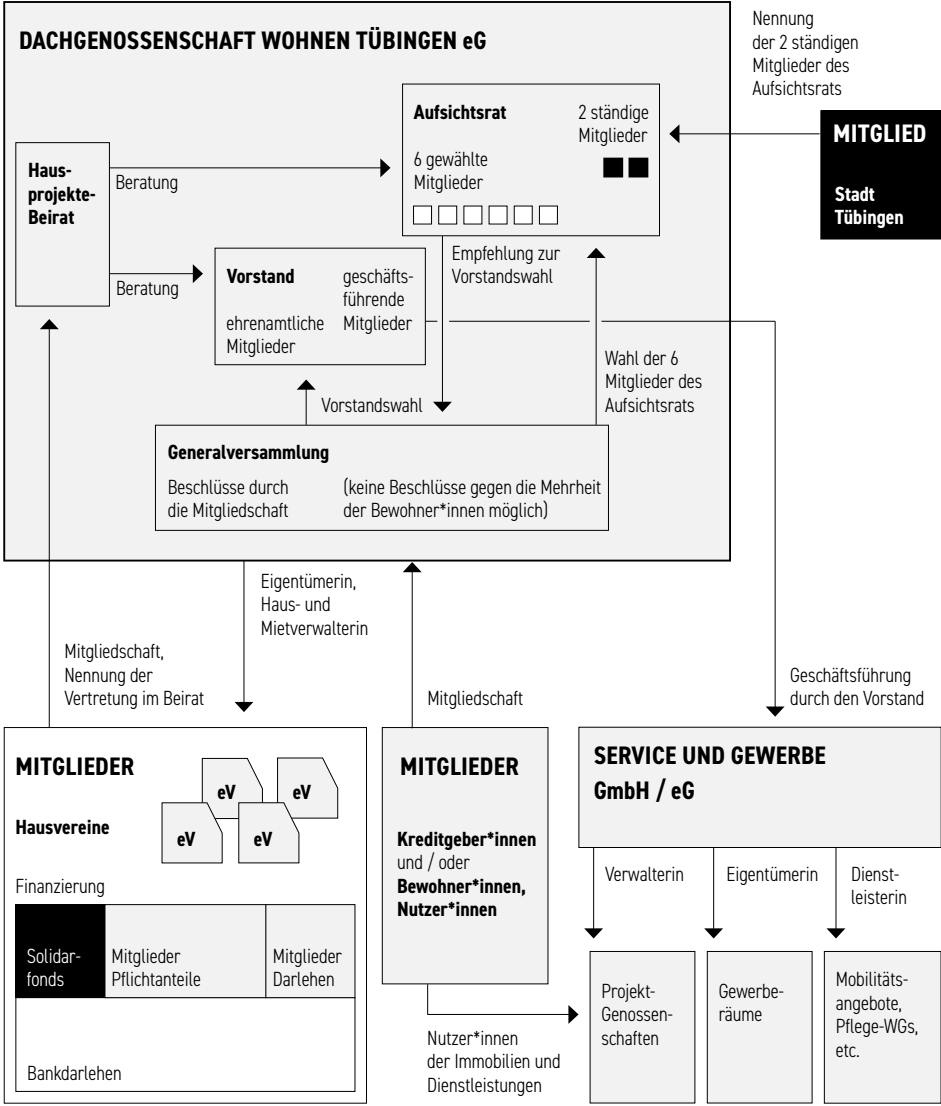 DACHGENOSSENSCHAFT WOHNEN TÜBINGEN eG
Nennung
der 2 ständigen
Mitglieder des
Aufsichtsrats
MITGLIED
Stadt
Tübingen
Haus-
projekte-
Beirat
Beratung
Beratung
Aufsichtsrat
6 gewählte
Mitglieder
2 ständige
Mitglieder
Vorstand
ehrenamtliche
Mitglieder
geschäfts-
führende
Mitglieder
Empfehlung zur
Vorstandswahl
Wahl der 6
Mitglieder des
Aufsichtsrats
Vorstandswahl
Generalversammlung
Beschlüsse durch
die Mitgliedschaft
(keine Beschlüsse gegen die Mehrheit
der Bewohner*innen möglich)
Eigentümerin,
Haus- und
Mietverwalterin
Mitgliedschaft,
Nennung der
Vertretung im Beirat
Mitgliedschaft
Geschäftsführung
durch den Vorstand
MITGLIEDER
Hausvereine
eV
eV
eV
eV
Finanzierung
Solidar-
fonds
Mitglieder
Pflichtanteile
Mitglieder
Darlehen
Bankdarlehen
MITGLIEDER
Kreditgeber*innen
und / oder
Bewohner*innen,
Nutzer*innen
Nutzer*innen
der Immobilien und
Dienstleistungen
SERVICE UND GEWERBE
GmbH / eG
Verwalterin
Eigentümerin
Dienst-
leisterin
Projekt-
Genossen-
schaften
Gewerbe-
räume
Mobilitäts-
angebote,
Pflege-WGs,
etc.